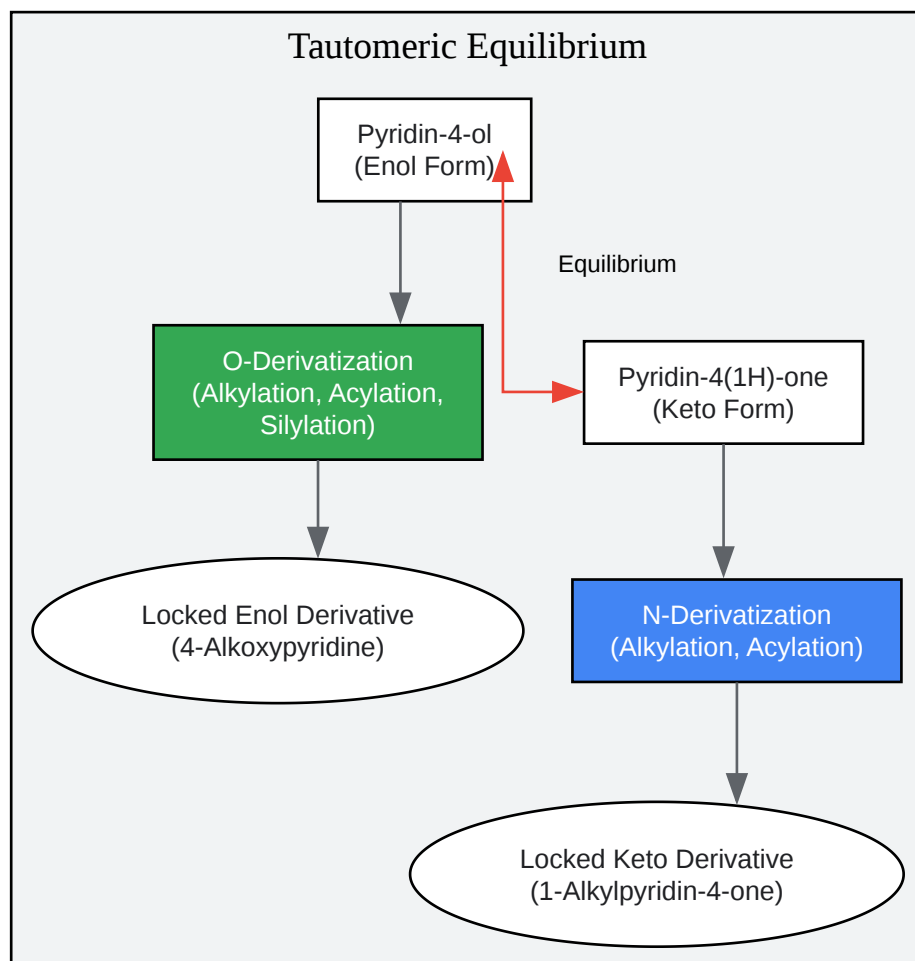 Tautomeric Equilibrium
Pyridin-4-ol
(Enol Form)
Equilibrium
O-Derivatization
(Alkylation, Acylation,
Silylation)
Pyridin-4(1H)-one
(Keto Form)
Locked Enol Derivative
(4-Alkoxypyridine)
N-Derivatization
(Alkylation, Acylation)
Locked Keto Derivative
(1-Alkylpyridin-4-one)